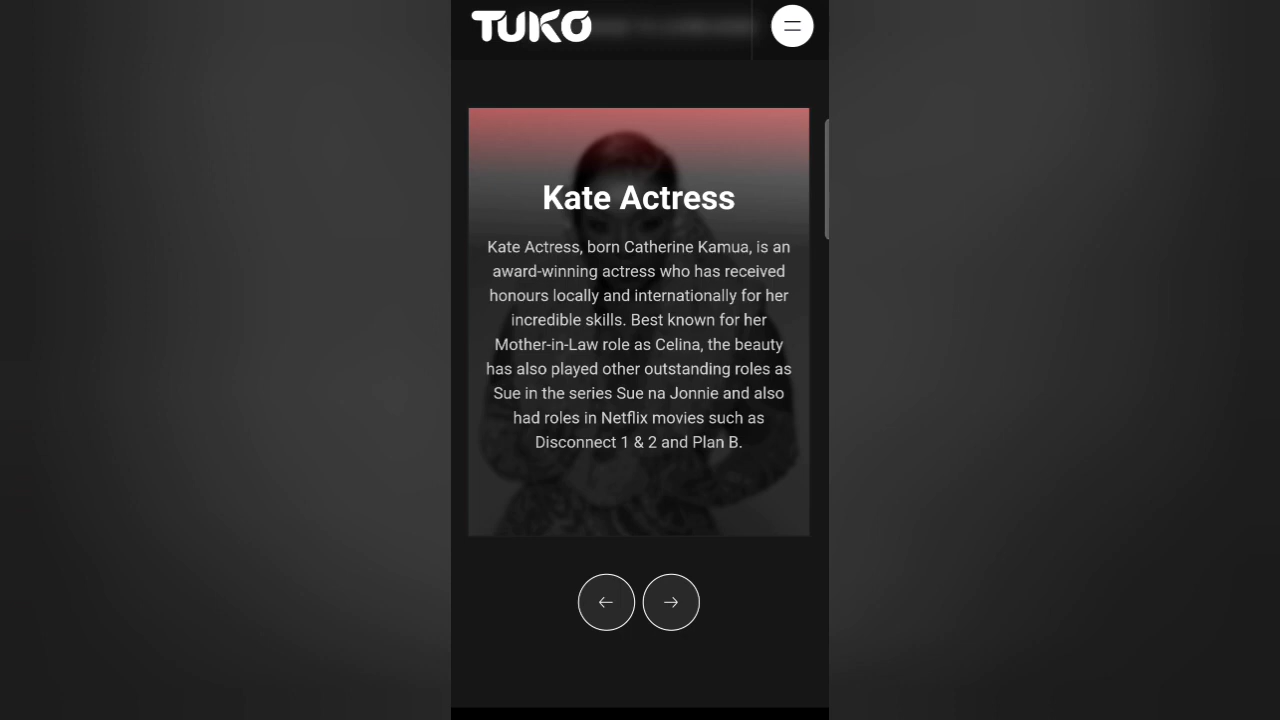 TUKO
Kate Actress
Kate Actress, born Catherine Kamua, is an
award-winning actress who has received
honours locally and internationally for her
incredible skills. Best known for her
Mother-in-Law role as Celina, the beauty
has also played other outstanding roles as
Sue in the series Sue na Jonnie and also
had roles in Netflix movies such as
Disconnect 1 & 2 and Plan B.